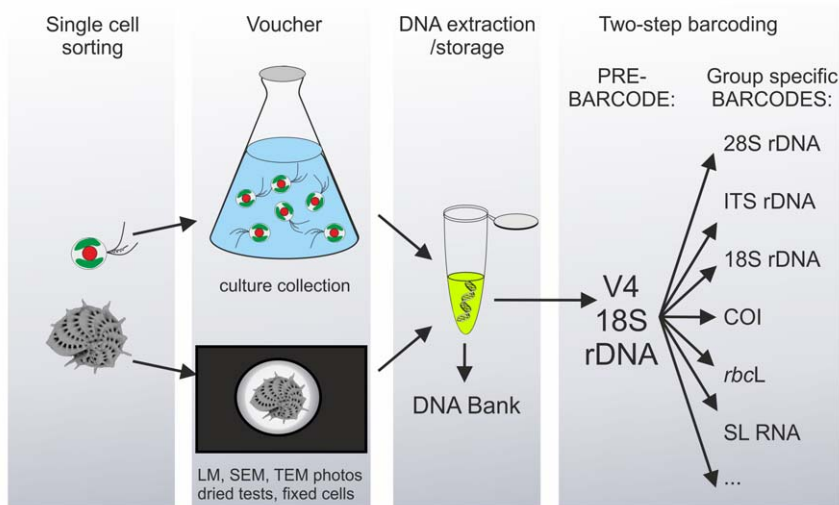 Single cell
sorting
Voucher
culture collection
LM, SEM, TEM photos
dried tests, fixed cells
DNA extraction
/storage
DNA Bank
Two-step barcoding
PRE-
BARCODE:
V4
18S
rDNA
Group specific
BARCODES:
28S rDNA
ITS rDNA
18S rDNA
COI
rbcL
SL RNA
...